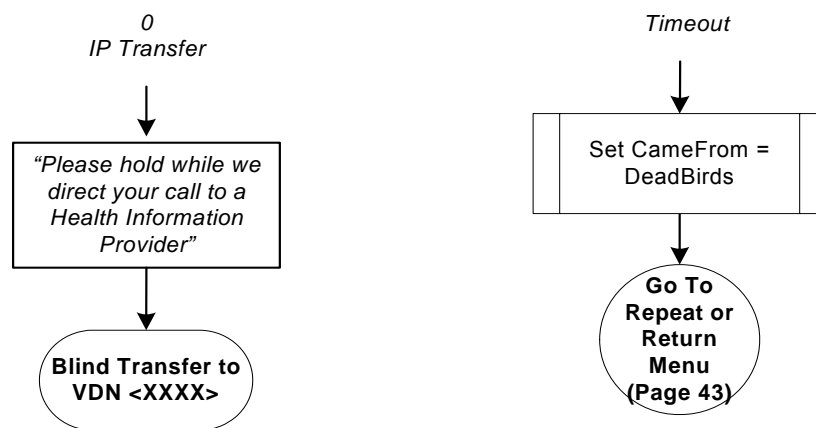 0
IP Transfer
“Please hold while we
direct your call to a
Health Information
Provider”
Blind Transfer to
VDN <XXXX>
Timeout
Set CameFrom =
DeadBirds
Go To
Repeat or
Return
Menu
(Page 43)